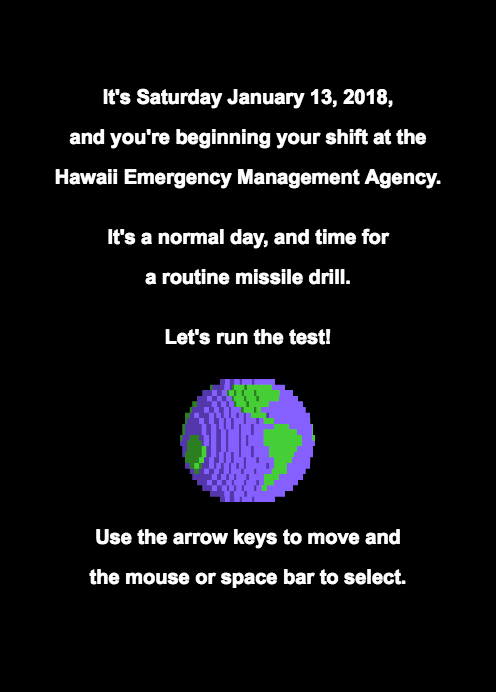 It's Saturday January 13, 2018,
and you're beginning your shift at the
Hawaii Emergency Management Agency.
It's a normal day, and time for
a routine missile drill.
Let's run the test!
Use the arrow keys to move and
the mouse or space bar to select.